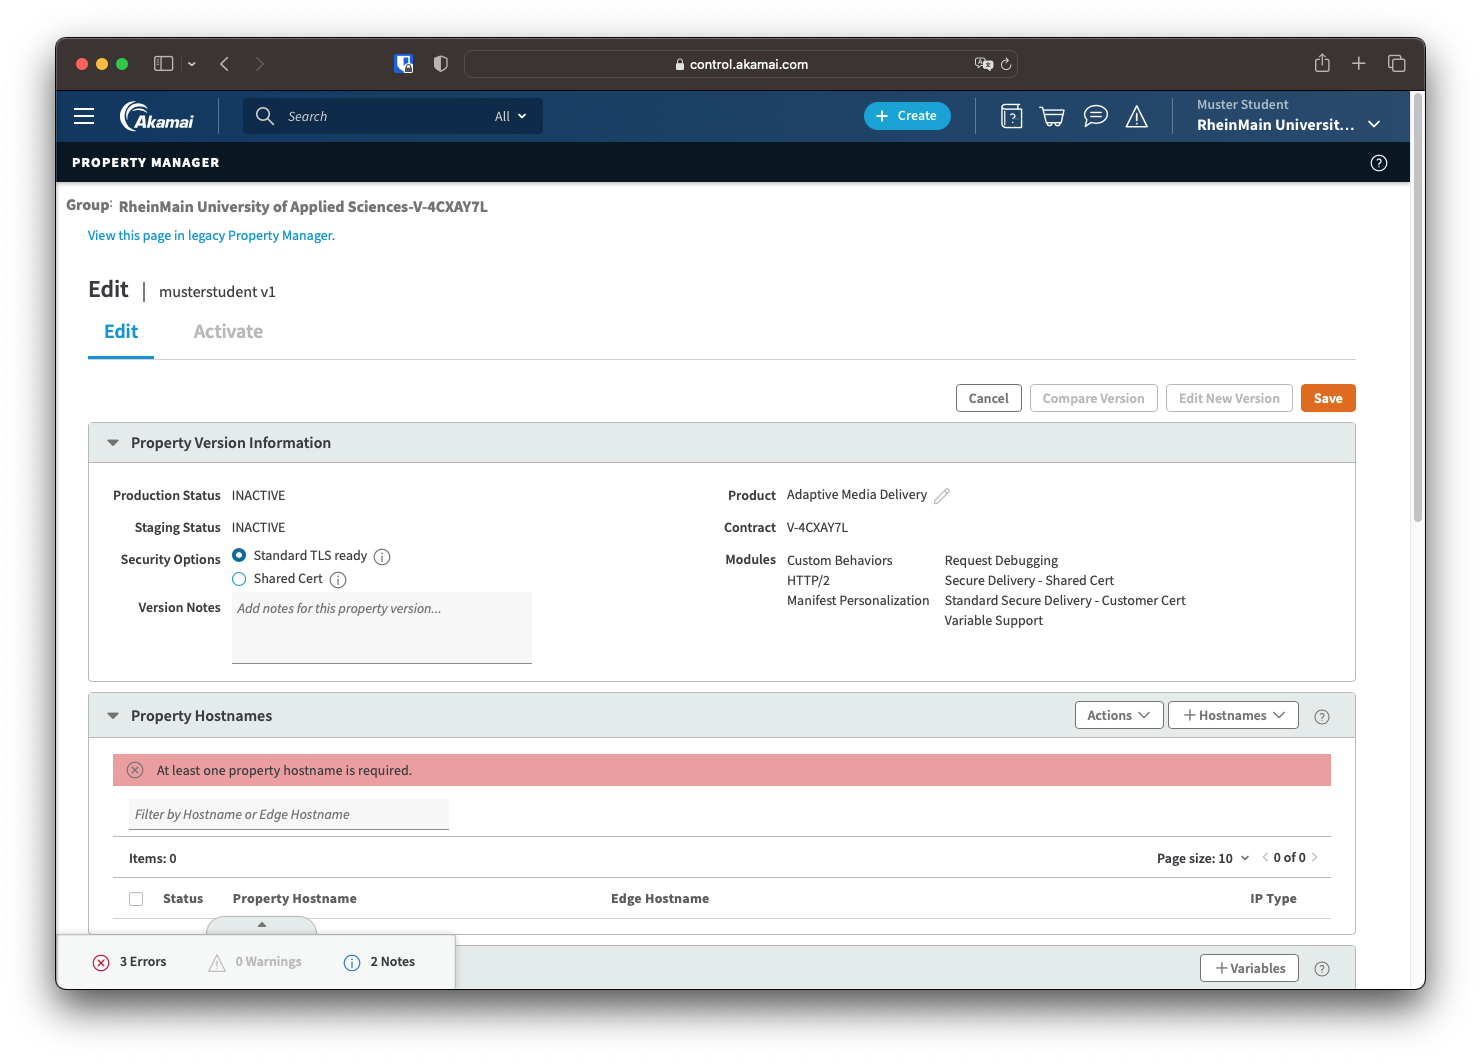 control.akamai.com
Akamai
Search
All
Create
Muster Student
RheinMain Universit...
PROPERTY MANAGER
Group: RheinMain University of Applied Sciences-V-4CXAY7L
View this page in legacy Property Manager.
Edit | musterstudent v1
Edit
Activate
Cancel
Compare Version
Edit New Version
Save
Property Version Information
Production Status INACTIVE
Staging Status INACTIVE
Security Options Standard TLS ready
Shared Cert
Version Notes Add notes for this property version...
Product Adaptive Media Delivery
Contract V-4CXAY7L
Modules Custom Behaviors Request Debugging
HTTP/2 Secure Delivery - Shared Cert
Manifest Personalization Standard Secure Delivery - Customer Cert
Variable Support
Property Hostnames
Actions
Hostnames
At least one property hostname is required.
Filter by Hostname or Edge Hostname
Items: 0
Page size: 10
0 of 0
Status Property Hostname Edge Hostname IP Type
3 Errors
0 Warnings
2 Notes
Variables